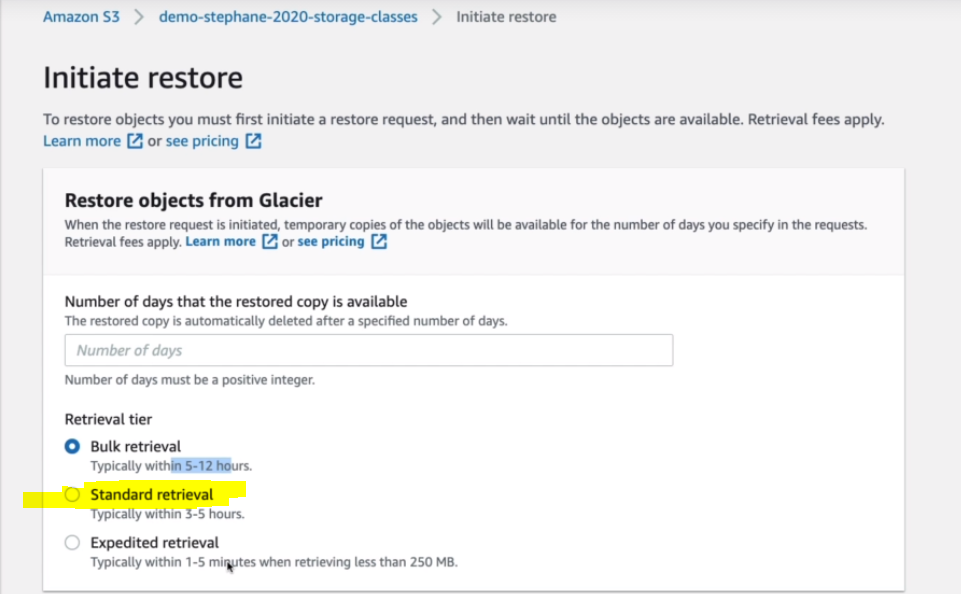 Amazon S3 > demo-stephane-2020-storage-classes > Initiate restore
Initiate restore
To restore objects you must first initiate a restore request, and then wait until the objects are available. Retrieval fees apply.
Learn more or see pricing
Restore objects from Glacier
When the restore request is initiated, temporary copies of the objects will be available for the number of days you specify in the requests.
Retrieval fees apply. Learn more or see pricing
Number of days that the restored copy is available
The restored copy is automatically deleted after a specified number of days.
Number of days
Number of days must be a positive integer.
Retrieval tier
Bulk retrieval
Typically within 5-12 hours.
Standard retrieval
Typically within 3-5 hours.
Expedited retrieval
Typically within 1-5 minutes when retrieving less than 250 MB.